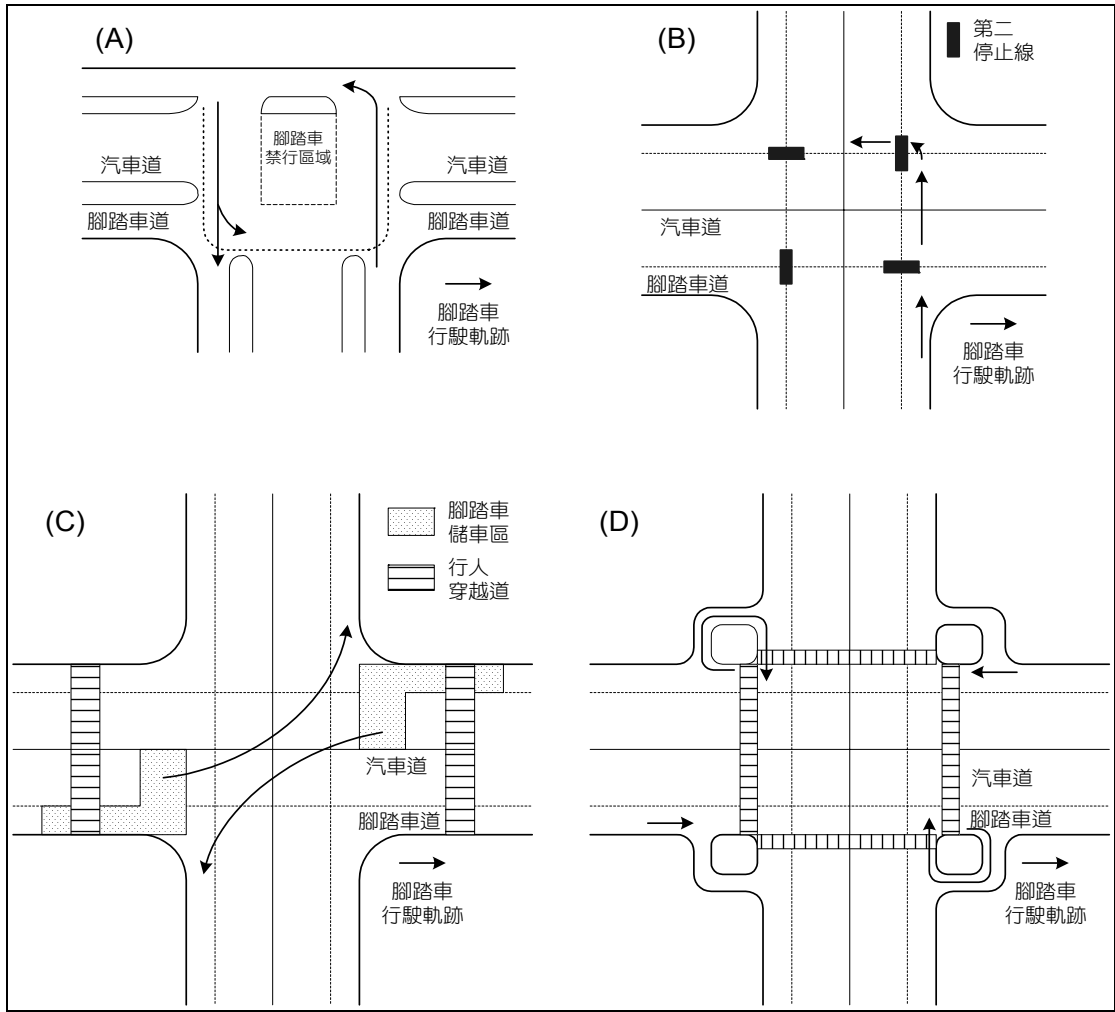 (A)
腳踏車
禁行區域
汽車道
汽車道
腳踏車道
腳踏車道
腳踏車
行駛軌跡
(B)
第二
停止線
汽車道
腳踏車道
腳踏車
行駛軌跡
(C)
腳踏車
儲車區
行人
穿越道
汽車道
腳踏車道
腳踏車
行駛軌跡
(D)
汽車道
腳踏車道
腳踏車
行駛軌跡